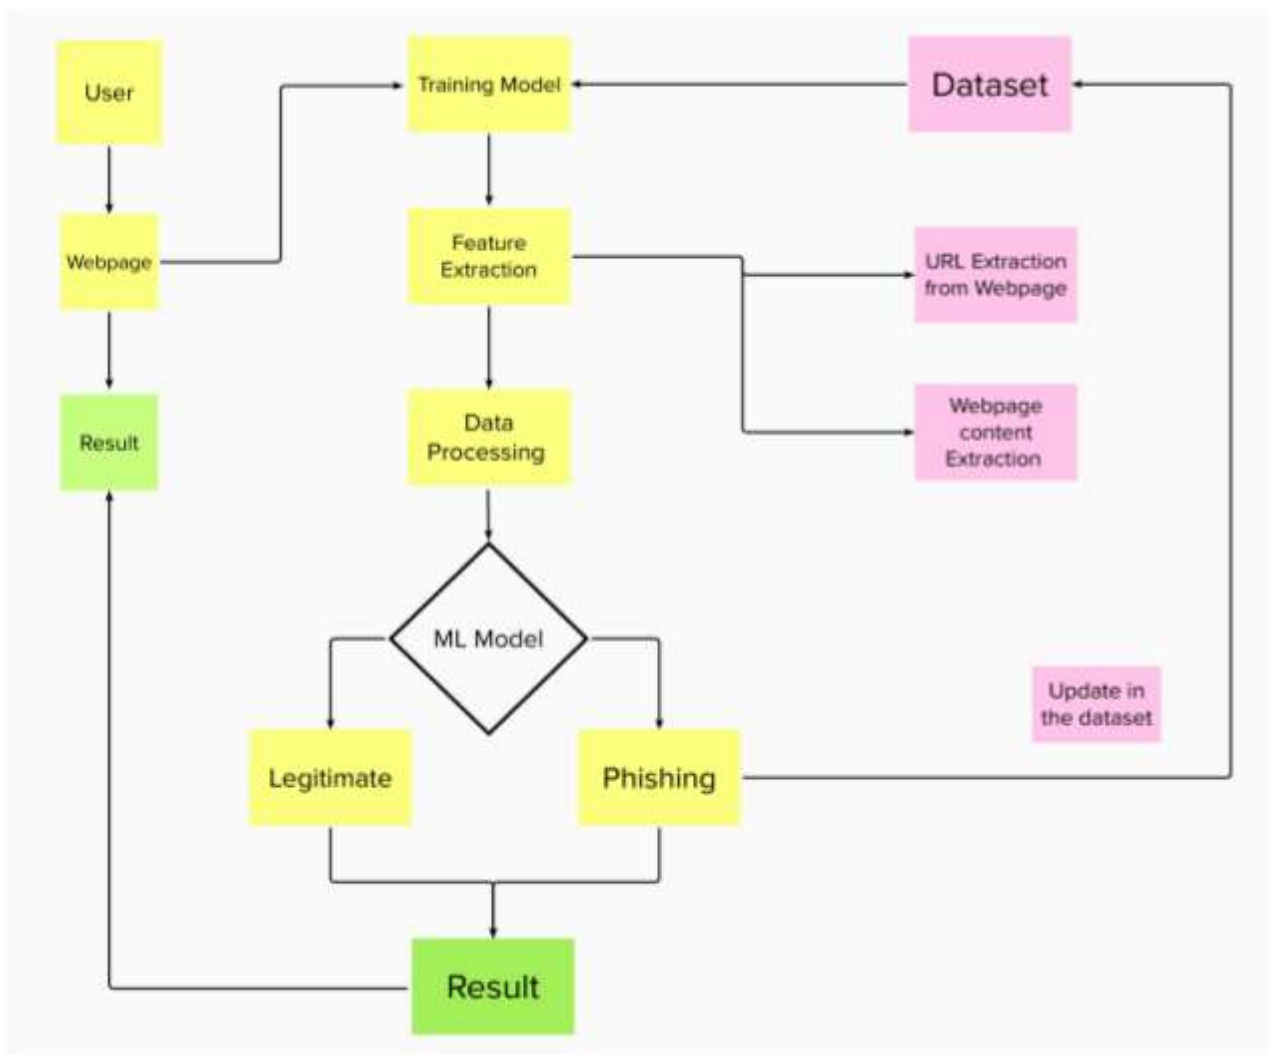 User
Training Model
Dataset
Webpage
Feature
Extraction
URL Extraction
from Webpage
Result
Data
Processing
Webpage
content
Extraction
ML Model
Update in
the dataset
Legitimate
Phishing
Result